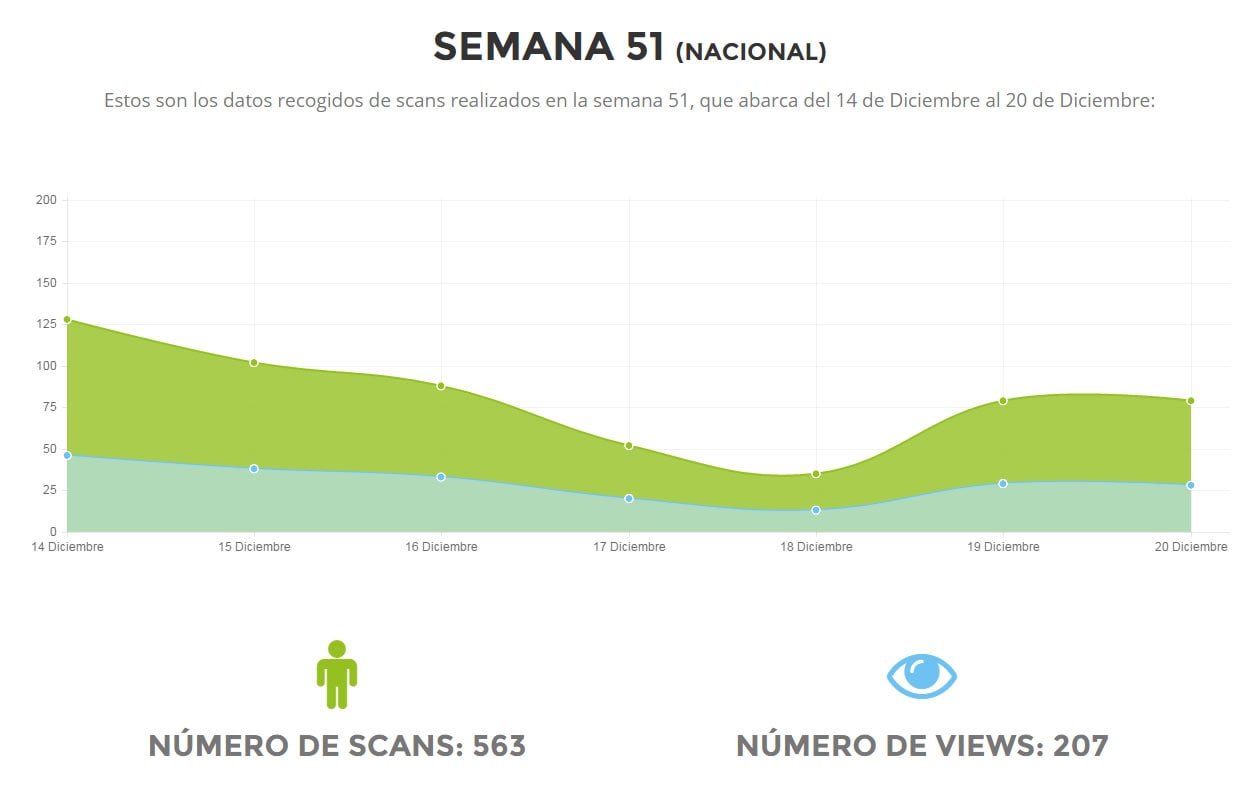 SEMANA 51 (NACIONAL)
Estos son los datos recogidos de scans realizados en la semana 51, que abarca del 14 de Diciembre al 20 de Diciembre:
200
175
150
125
100
75
50
25
0
14 Diciembre 15 Diciembre 16 Diciembre 17 Diciembre 18 Diciembre 19 Diciembre 20 Diciembre
NÚMERO DE SCANS: 563 NÚMERO DE VIEWS: 207